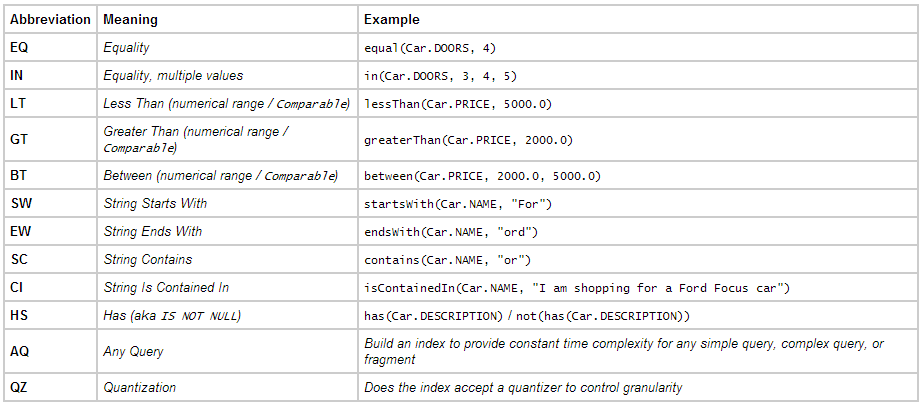 Abbreviation Meaning Example
EQ Equality equal(Car.DOORS, 4)
IN Equality, multiple values in(Car.DOORS, 3, 4, 5)
LT Less Than (numerical range / Comparable) lessThan(Car.PRICE, 5000.0)
GT Greater Than (numerical range / Comparable) greaterThan(Car.PRICE, 2000.0)
BT Between (numerical range / Comparable) between(Car.PRICE, 2000.0, 5000.0)
SW String Starts With startsWith(Car.NAME, "For")
EW String Ends With endsWith(Car.NAME, "ord")
SC String Contains contains(Car.NAME, "or")
CI String Is Contained In isContainedIn(Car.NAME, "I am shopping for a Ford Focus car")
HS Has (aka IS NOT NULL) has(Car.DESCRIPTION) / not(has(Car.DESCRIPTION))
AQ Any Query Build an index to provide constant time complexity for any simple query, complex query, or fragment
QZ Quantization Does the index accept a quantizer to control granularity